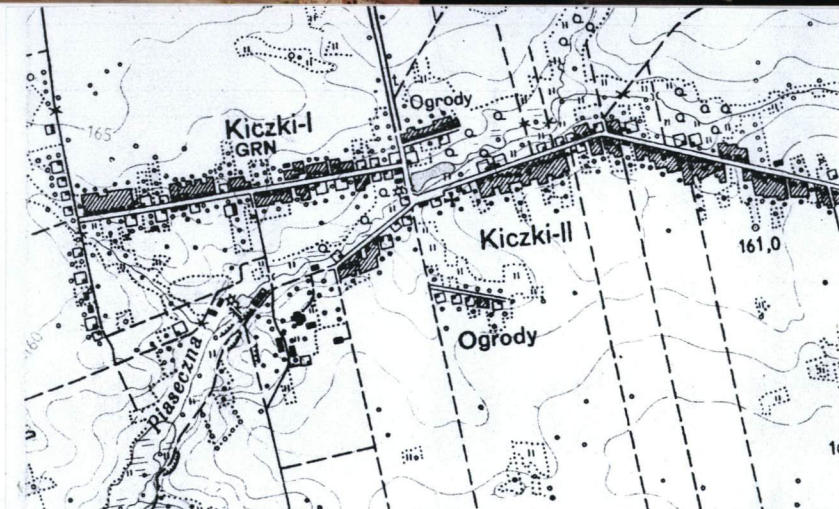 Ogrody
165
Kiczki-I
GRN
Kiczki-II
161,0
160
Ogrody
Piaseczna